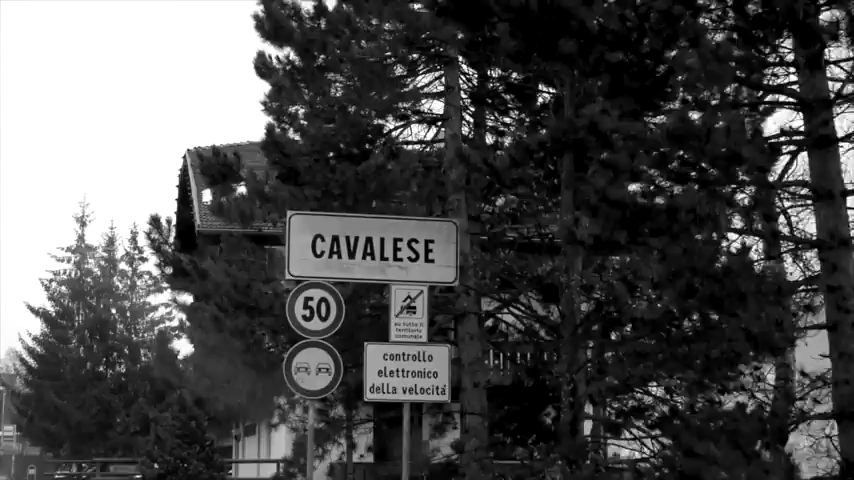 CAVALESE
50
su tutto il
territorio
comunale
controllo
elettronico
della velocità